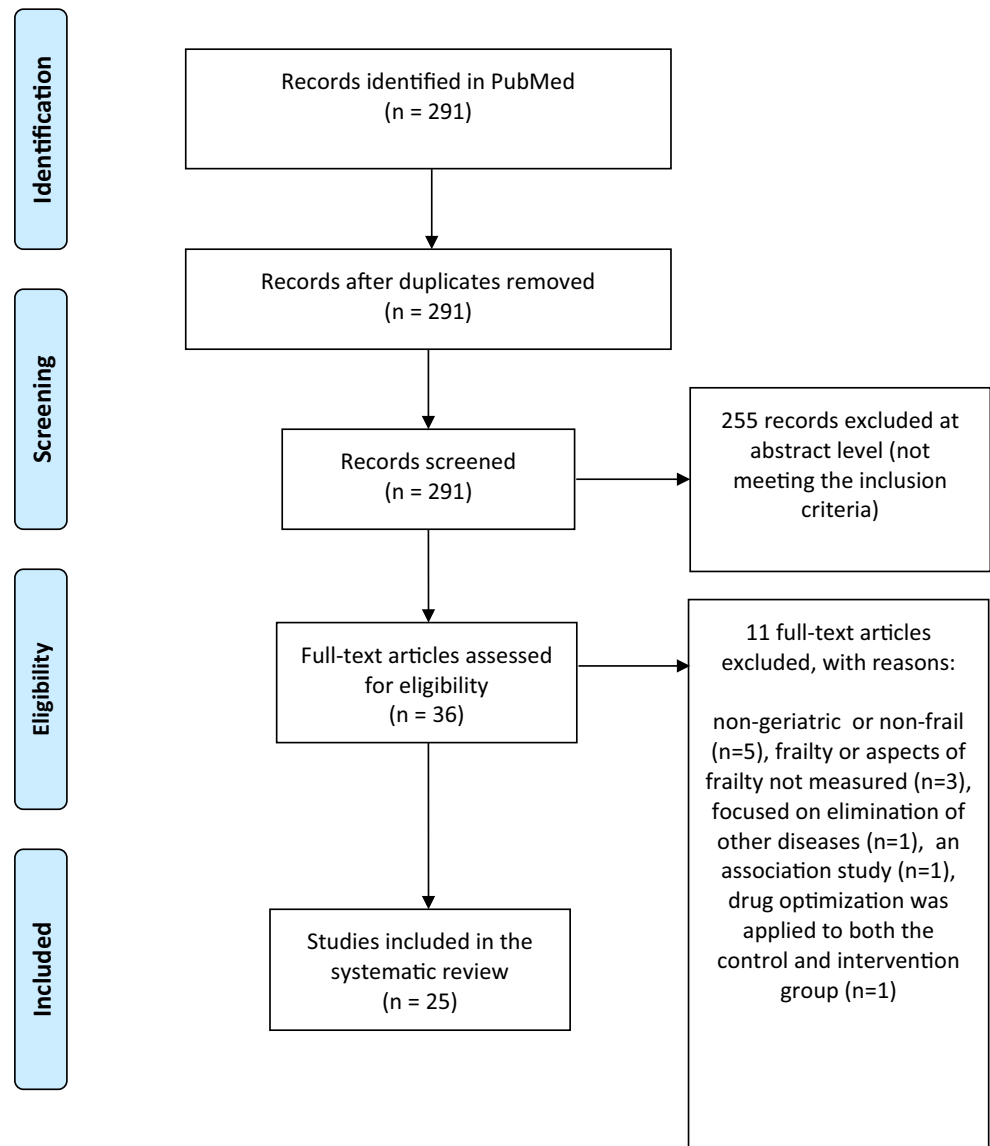 Identification
Records identified in PubMed
(n = 291)
Records after duplicates removed
(n = 291)
Screening
Records screened
(n = 291)
255 records excluded at
abstract level (not
meeting the inclusion
criteria)
Eligibility
Full-text articles assessed
for eligibility
(n = 36)
11 full-text articles
excluded, with reasons:
non-geriatric or non-frail
(n=5), frailty or aspects of
frailty not measured (n=3),
focused on elimination of
other diseases (n=1), an
association study (n=1),
drug optimization was
applied to both the
control and intervention
group (n=1)
Included
Studies included in the
systematic review
(n = 25)